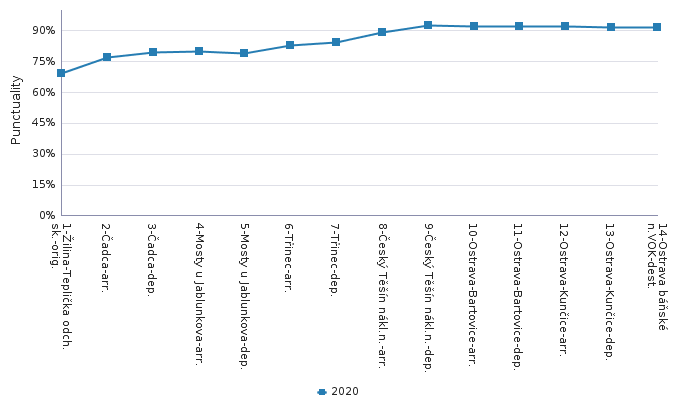 Punctuality
90%
75%
60%
45%
30%
15%
0%
1-Žilina-Teplička odch.
sk.-orig.
2-Čadca-arr.
3-Čadca-dep.
4-Mosty u Jablunkova-arr.
5-Mosty u Jablunkova-dep.
6-Třinec-arr.
7-Třinec-dep.
8-Český Těšín nákl.n.-arr.
9-Český Těšín nákl.n.-dep.
10-Ostrava-Bartovice-arr.
11-Ostrava-Bartovice-dep.
12-Ostrava-Kunčice-arr.
13-Ostrava-Kunčice-dep.
14-Ostrava báňské
n.VOK-dest.
2020